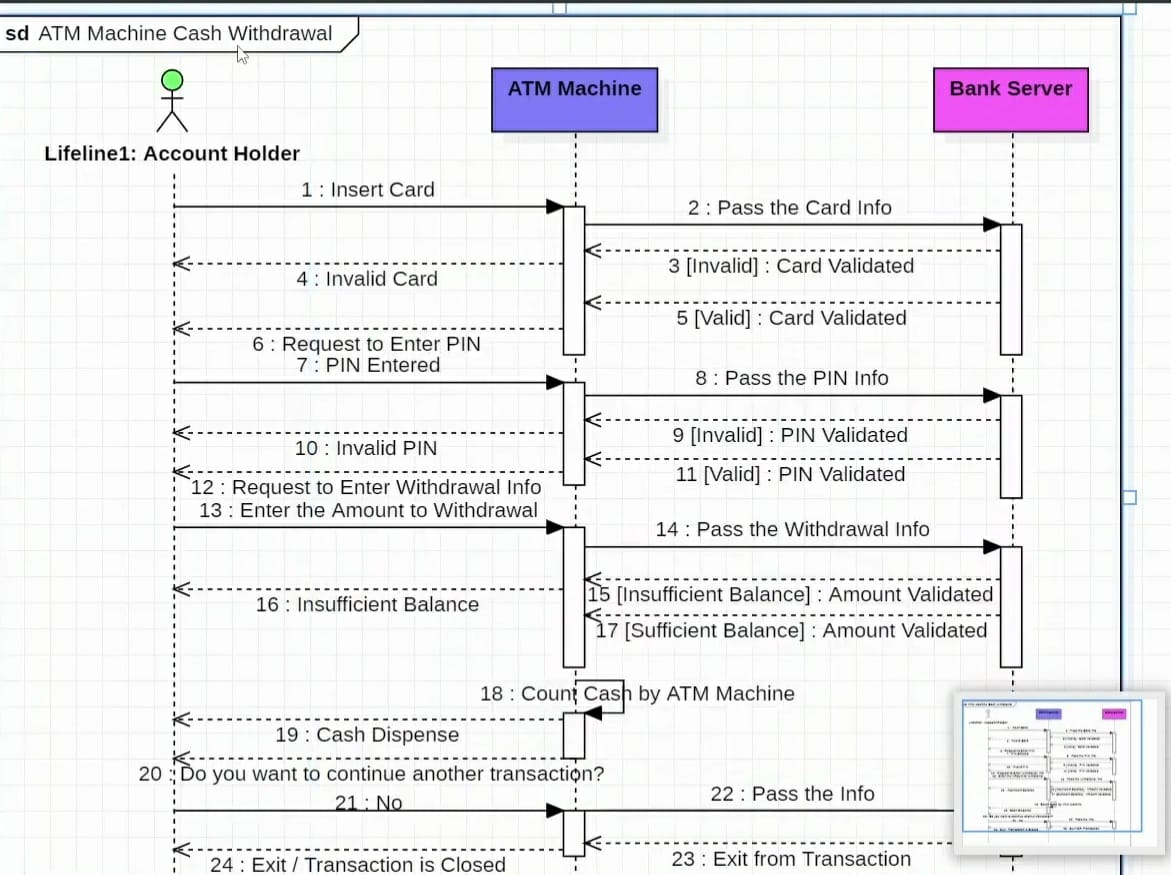 sd ATM Machine Cash Withdrawal
ATM Machine
Bank Server
Lifeline1: Account Holder
1 : Insert Card
2 : Pass the Card Info
3 [Invalid] : Card Validated
4 : Invalid Card
5 [Valid] : Card Validated
6 : Request to Enter PIN
7 : PIN Entered
8 : Pass the PIN Info
9 [Invalid] : PIN Validated
10 : Invalid PIN
11 [Valid] : PIN Validated
12 : Request to Enter Withdrawal Info
13 : Enter the Amount to Withdrawal
14 : Pass the Withdrawal Info
15 [Insufficient Balance] : Amount Validated
16 : Insufficient Balance
17 [Sufficient Balance] : Amount Validated
18 : Count Cash by ATM Machine
19 : Cash Dispense
20 : Do you want to continue another transaction?
21 : No
22 : Pass the Info
23 : Exit from Transaction
24 : Exit / Transaction is Closed